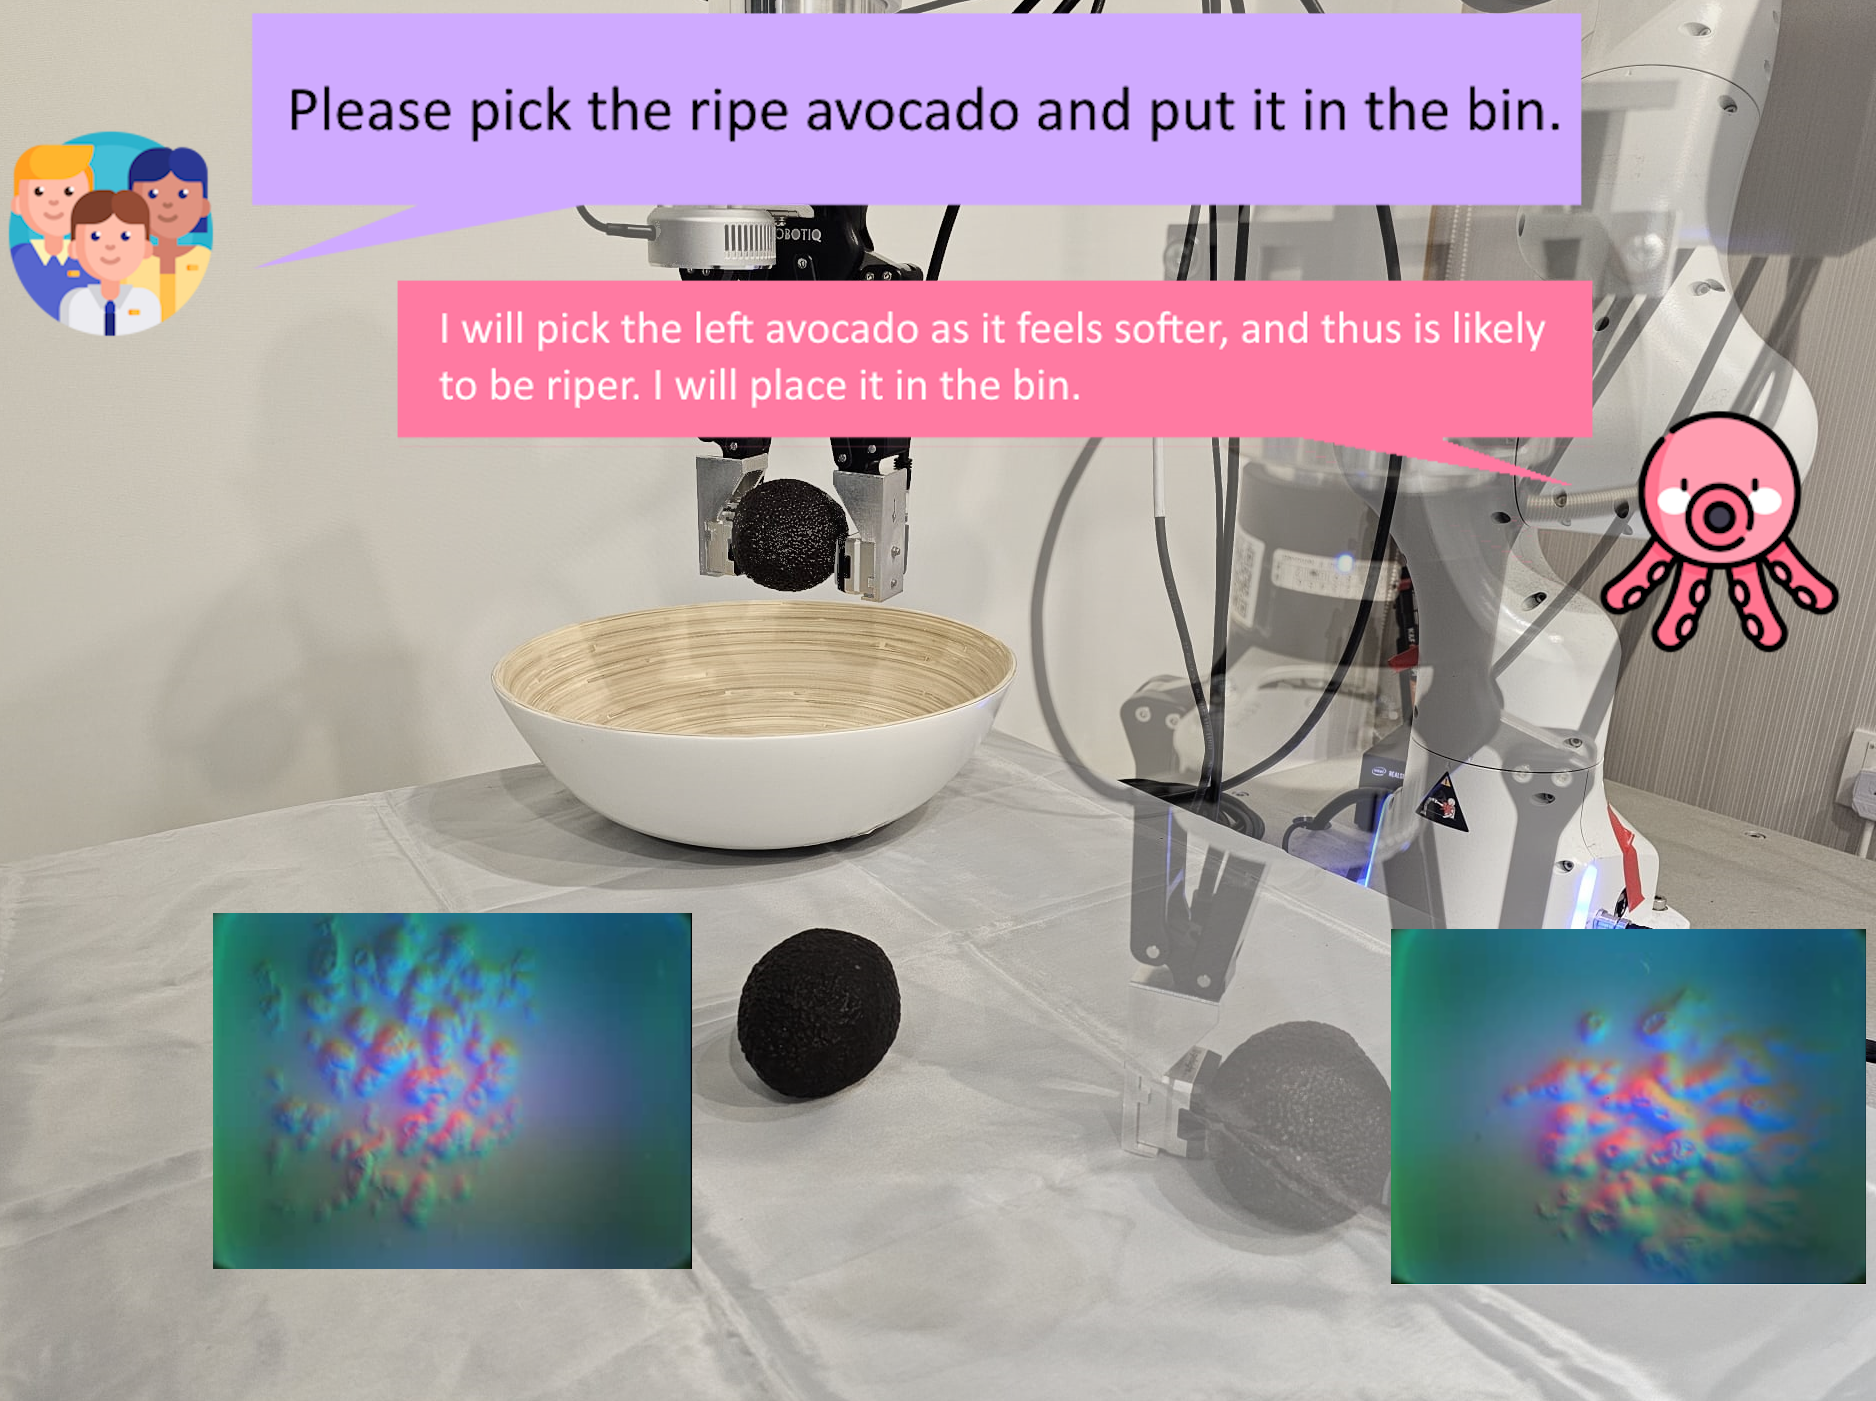 Please pick the ripe avocado and put it in the bin.
OBOTIQ
I will pick the left avocado as it feels softer, and thus is likely
to be riper. I will place it in the bin.